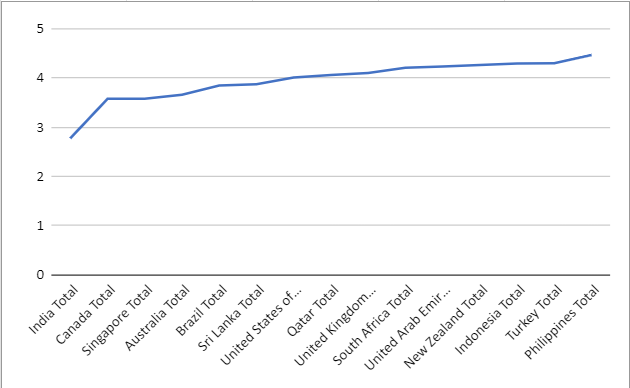 5
4
3
2
1
0
India Total
Canada Total
Singapore Total
Australia Total
Brazil Total
Sri Lanka Total
United States of...
Qatar Total
United Kingdom...
South Africa Total
United Arab Emir...
New Zealand Total
Indonesia Total
Turkey Total
Philippines Total